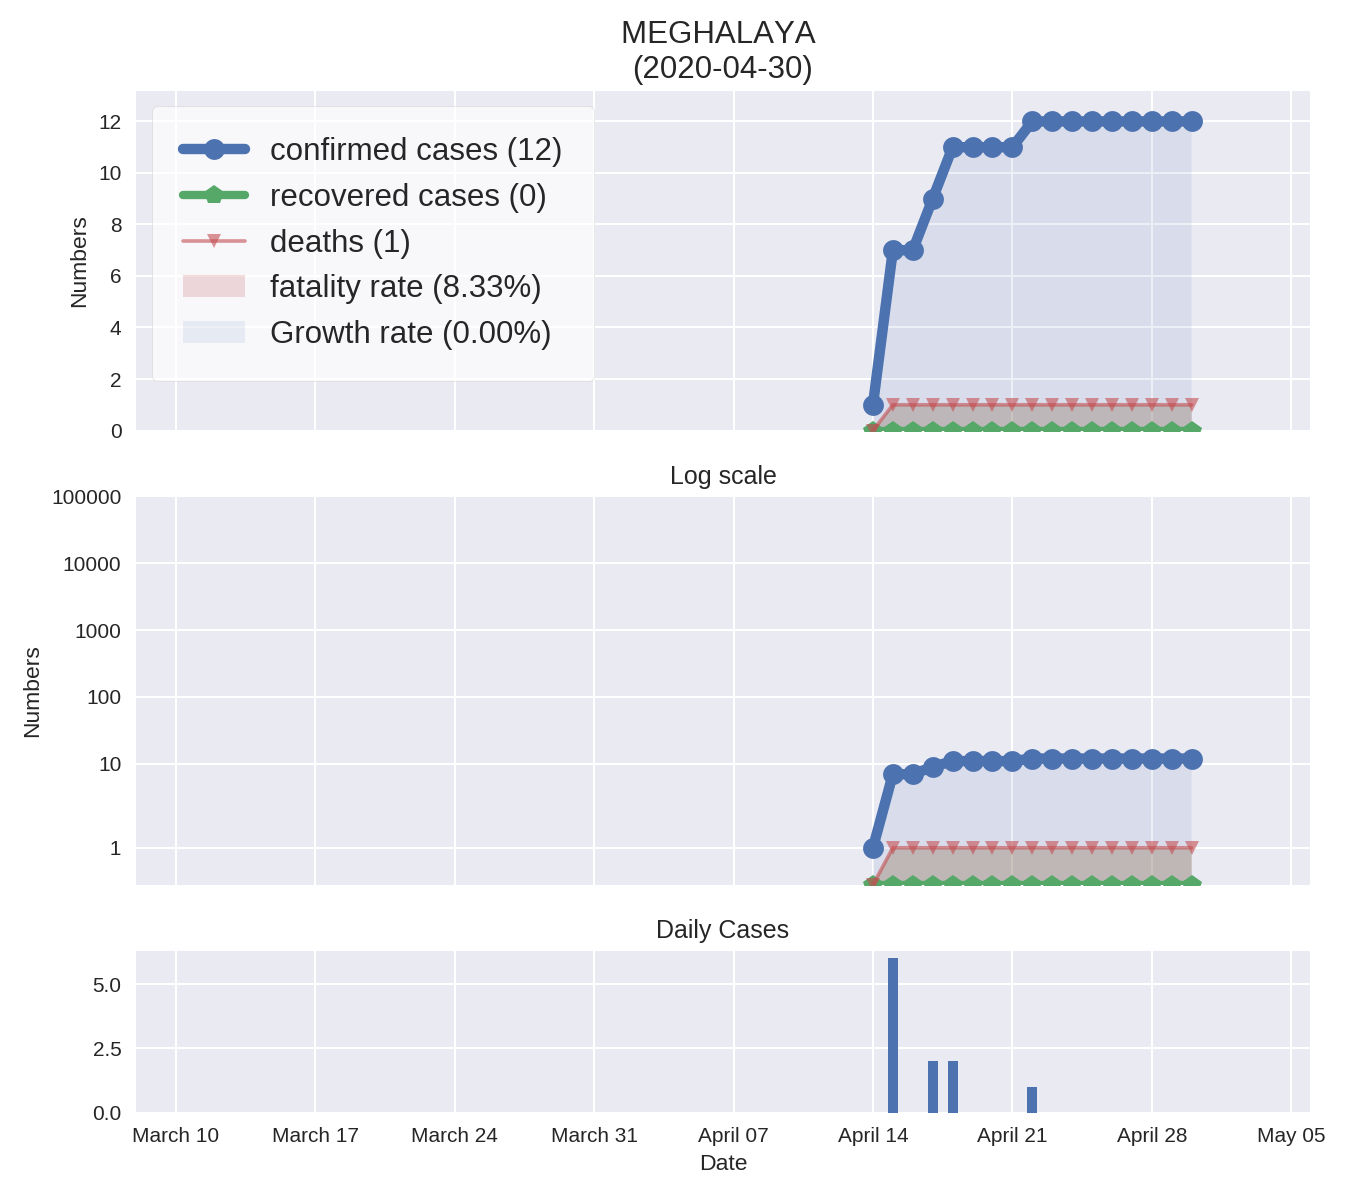 MEGHALAYA
(2020-04-30)
Numbers
12
10
8
6
4
2
0
confirmed cases (12)
recovered cases (0)
deaths (1)
fatality rate (8.33%)
Growth rate (0.00%)
Log scale
Numbers
100000
10000
1000
100
10
1
Daily Cases
5.0
2.5
0.0
March 10 March 17 March 24 March 31 April 07 April 14 April 21 April 28 May 05
Date